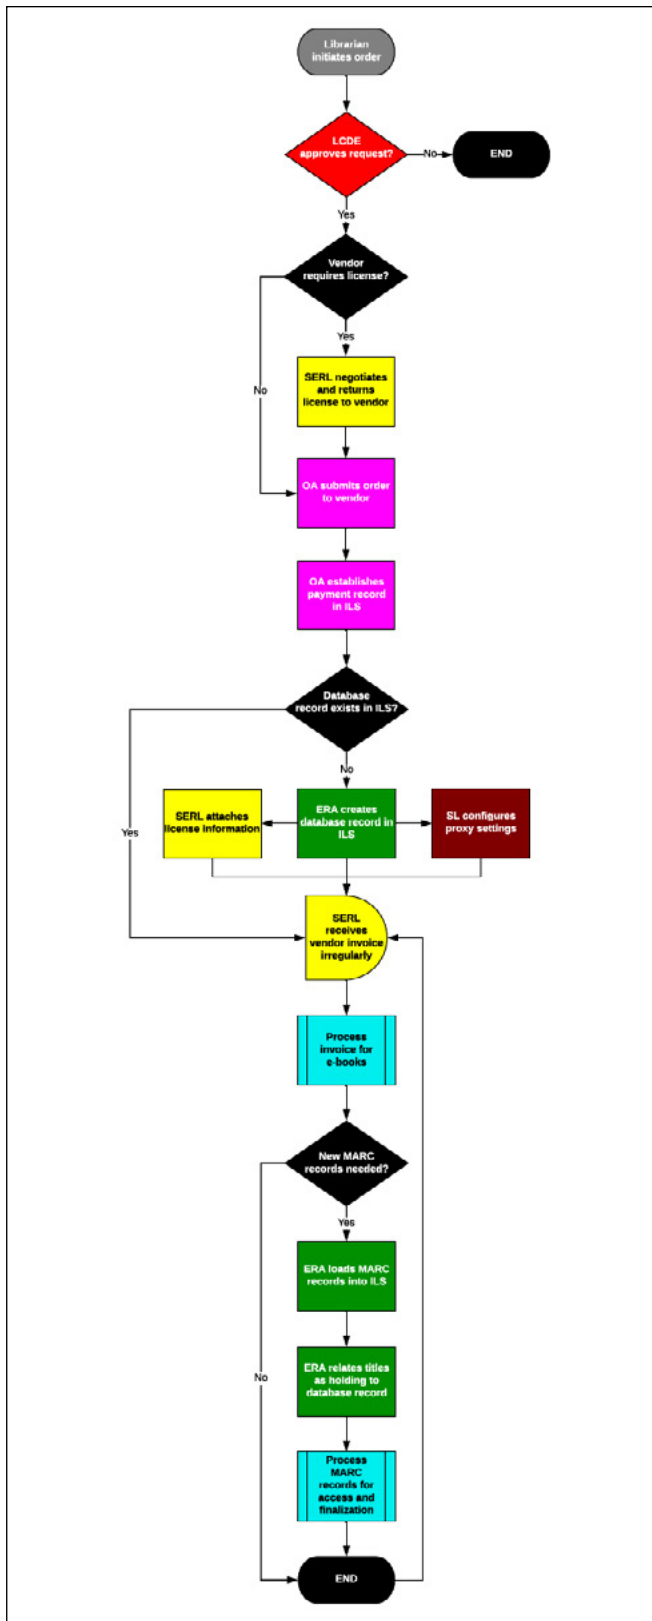 Librarian
initiates order
LCDE
approves request?
No
END
Yes
Vendor
requires license?
Yes
No
SERL negotiates
and returns
license to vendor
OA submits order
to vendor
OA establishes
payment record
in ILS
Database
record exists in ILS?
No
Yes
SERL attaches
license information
ERA creates
database record in
ILS
SL configures
proxy settings
SERL
receives
vendor invoice
irregularly
Process
invoice for
e-books
New MARC
records needed?
Yes
No
ERA loads MARC
records into ILS
ERA relates titles
as holding to
database record
Process
MARC
records for
access and
finalization
END